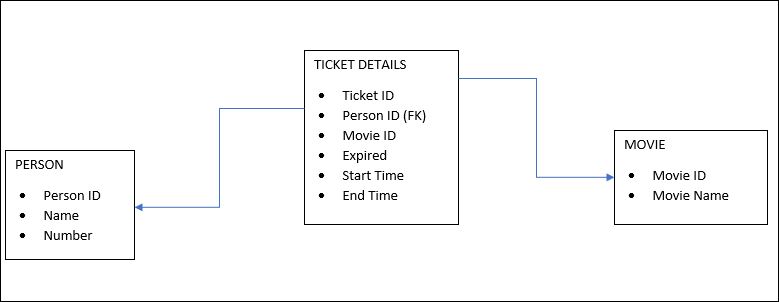 TICKET DETAILS
• Ticket ID
• Person ID (FK)
• Movie ID
• Expired
• Start Time
• End Time
PERSON
• Person ID
• Name
• Number
MOVIE
• Movie ID
• Movie Name